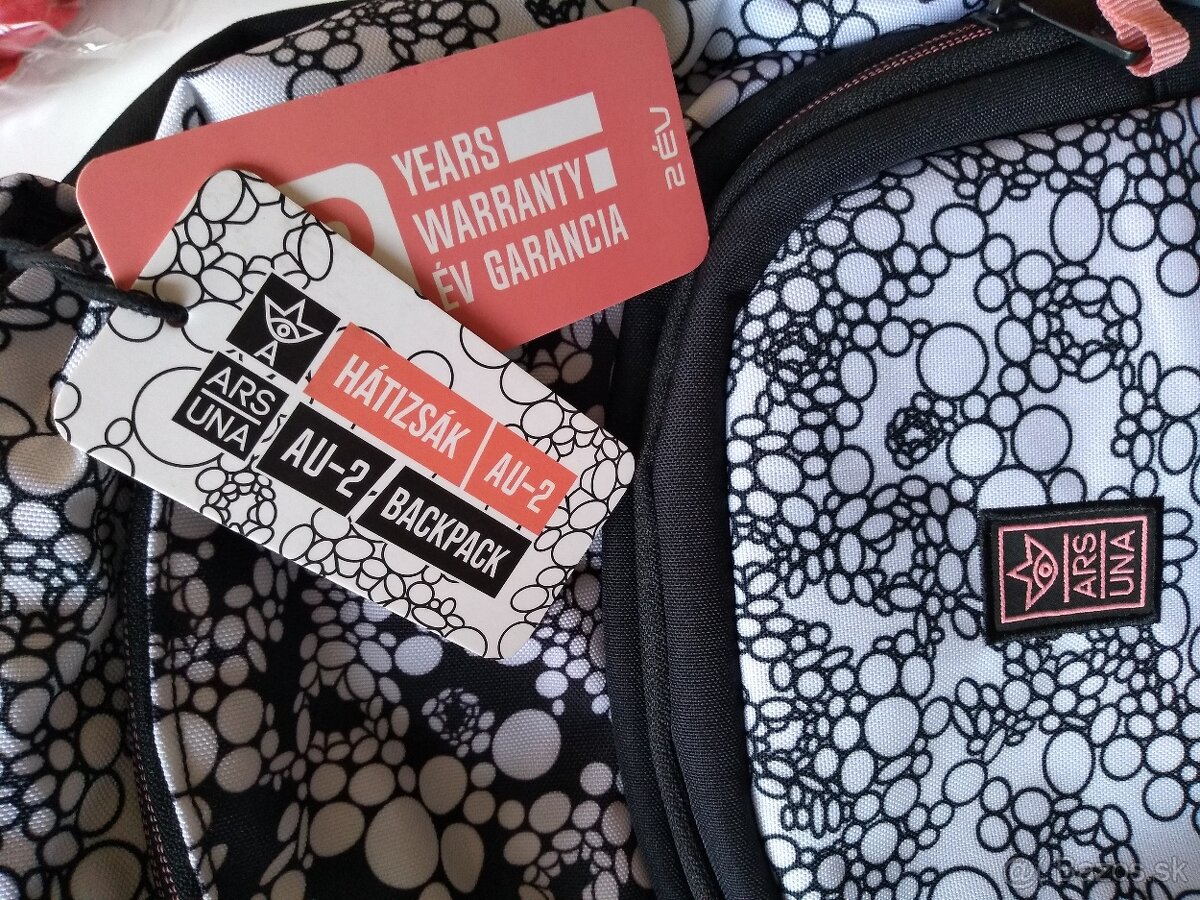 YEARS
WARRANTY
ÉV GARANCIA
2 ÉV
ARS
UNA
HÁTIZSÁK
AU-2
AU-2
BACKPACK
ARS
UNA
bazos.sk